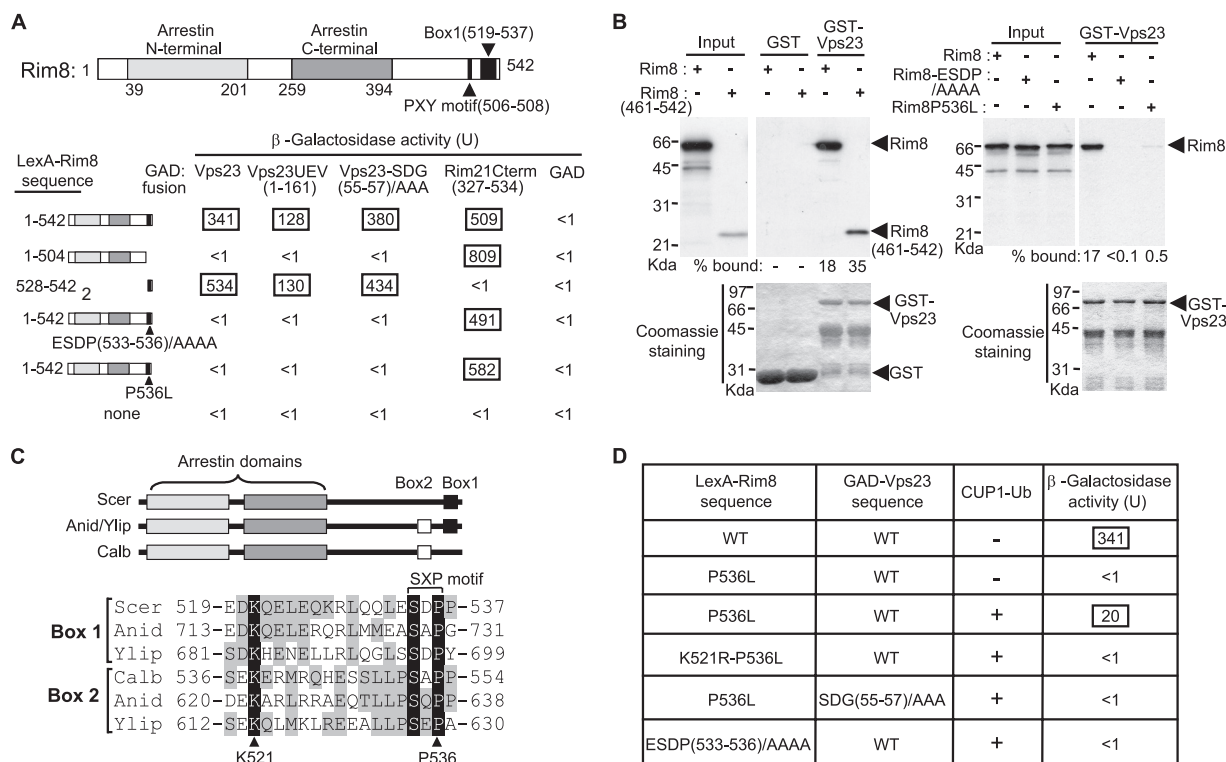 A
Arrestin N-terminal
Arrestin C-terminal
Box1(519-537)
Rim8: 1
542
39
201
259
394
PXY motif(506-508)
β -Galactosidase activity (U)
LexA-Rim8 sequence
GAD: fusion
Vps23
Vps23UEV (1-161)
Vps23-SDG (55-57)/AAA
Rim21Cterm (327-534)
GAD
1-542 341 128 380 509 <1
1-504 <1 <1 <1 809 <1
528-542 534 130 434 <1 <1
2
1-542 <1 <1 <1 491 <1
ESDP(533-536)/AAAA
1-542 <1 <1 <1 582 <1
P536L
none <1 <1 <1 <1 <1
B
Input
GST
GST-Vps23
Rim8 : + - + - + -
Rim8 (461-542) : - + - + - +
66
45
31
21
Kda
Rim8
Rim8 (461-542)
% bound: - - 18 35
97
66
45
31
Kda
Coomassie staining
GST-Vps23
GST
Input
GST-Vps23
Rim8 : + - - + - -
Rim8-ESDP /AAAA : - + - - + -
Rim8P536L : - - + - - +
66
45
31
21
Kda
Rim8
% bound: 17 <0.1 0.5
97
66
45
31
Kda
Coomassie staining
GST-Vps23
C
Arrestin domains
Box2
Box1
Scer
Anid/Ylip
Calb
SXP motif
Box 1
Scer 519-EDKQELEQKRLQQLESDPP-537
Anid 713-EDKQELERQRLMMEASAPG-731
Ylip 681-SDKHENELLRLQGLSSDPY-699
Box 2
Calb 536-SEKERMRQHESSLLPSAPP-554
Anid 620-DEKARLRRAEQTLLPSQPP-638
Ylip 612-SEKQLMKLREEALLPSEPA-630
K521
P536
D
LexA-Rim8 sequence
GAD-Vps23 sequence
CUP1-Ub
β -Galactosidase activity (U)
WT WT - 341
P536L WT - <1
P536L WT + 20
K521R-P536L WT + <1
P536L SDG(55-57)/AAA + <1
ESDP(533-536)/AAAA WT + <1